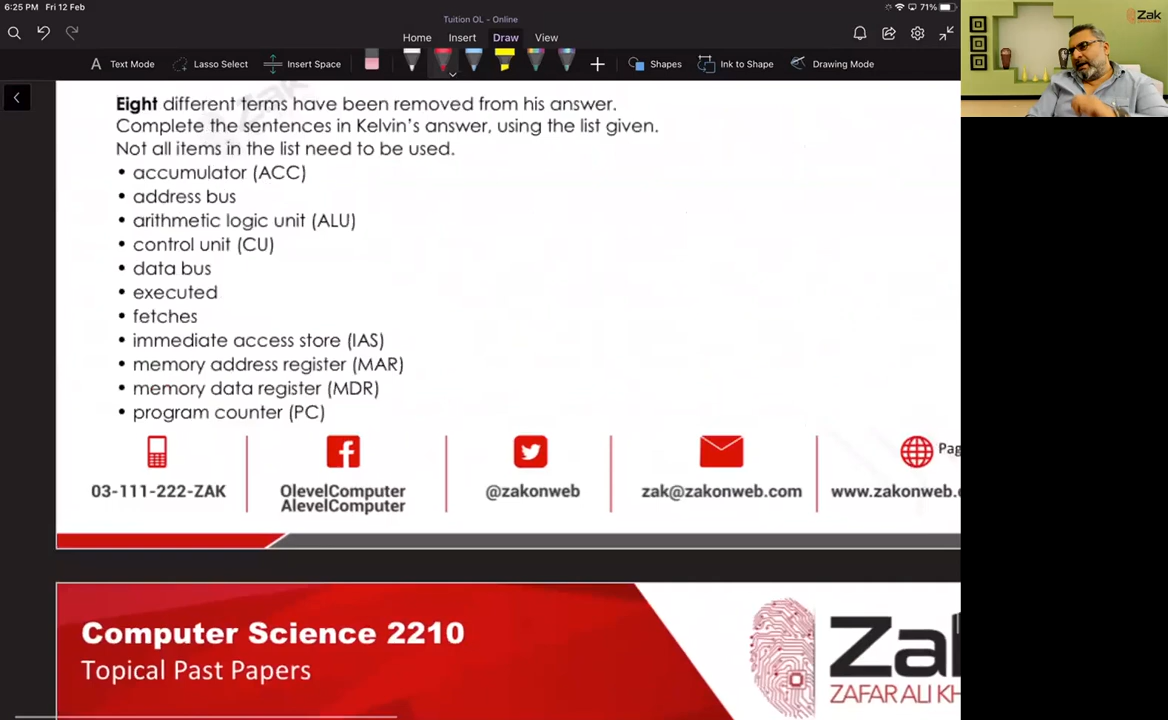 6:25 PM Fri 12 Feb
71%
Tuition OL - Online
Home Insert Draw View
Text Mode Lasso Select Insert Space Shapes Ink to Shape Drawing Mode
Zak
Eight different terms have been removed from his answer.
Complete the sentences in Kelvin's answer, using the list given.
Not all items in the list need to be used.
• accumulator (ACC)
• address bus
• arithmetic logic unit (ALU)
• control unit (CU)
• data bus
• executed
• fetches
• immediate access store (IAS)
• memory address register (MAR)
• memory data register (MDR)
• program counter (PC)
Pag
03-111-222-ZAK
OlevelComputer
AlevelComputer
@zakonweb
zak@zakonweb.com
www.zakonweb.c
Computer Science 2210
Topical Past Papers
Zak
ZAFAR ALI KH